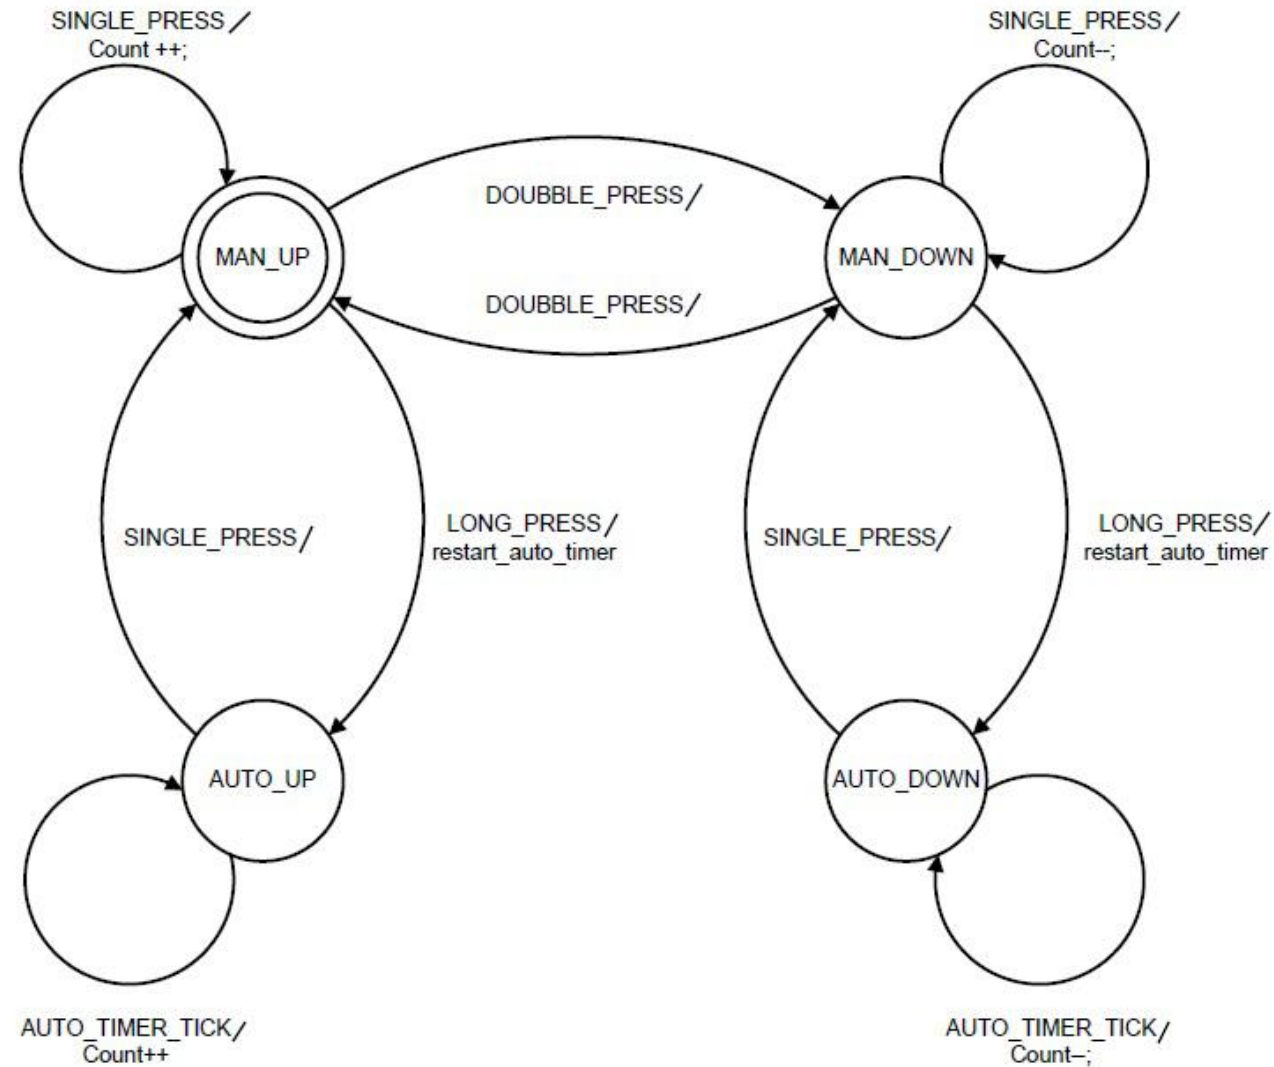 SINGLE_PRESS/
Count ++;
SINGLE_PRESS/
Count--;
DOUBBLE_PRESS/
MAN_UP
MAN_DOWN
DOUBBLE_PRESS/
SINGLE_PRESS/
LONG_PRESS/
restart_auto_timer
SINGLE_PRESS/
LONG_PRESS/
restart_auto_timer
AUTO_UP
AUTO_DOWN
AUTO_TIMER_TICK/
Count++
AUTO_TIMER_TICK/
Count--;